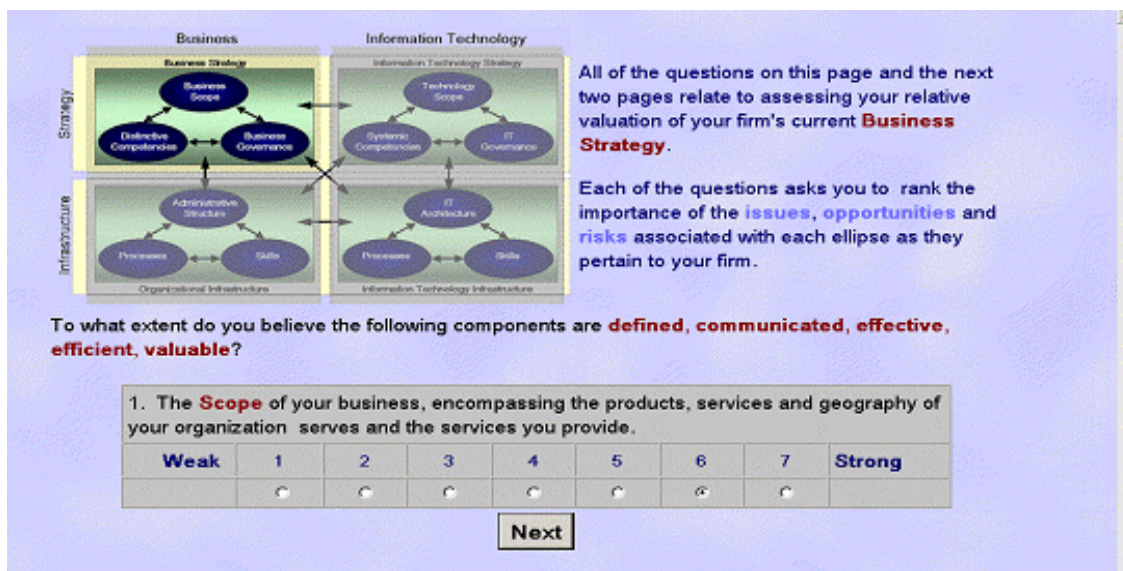 Business
Information Technology
Strategy
Business Strategy
Business
Scope
Distinctive
Competencies
Business
Governance
Information Technology Strategy
Technology
Scope
Systemic
Competencies
IT
Governance
Infrastructure
Administrative
Structure
Processes
Skills
Organizational Infrastructure
IT
Architecture
Processes
Skills
Information Technology Infrastructure
All of the questions on this page and the next
two pages relate to assessing your relative
valuation of your firm's current Business
Strategy.
Each of the questions asks you to rank the
importance of the issues, opportunities and
risks associated with each ellipse as they
pertain to your firm.
To what extent do you believe the following components are defined, communicated, effective,
efficient, valuable?
1. The Scope of your business, encompassing the products, services and geography of
your organization serves and the services you provide.
Weak 1 2 3 4 5 6 7 Strong
Next